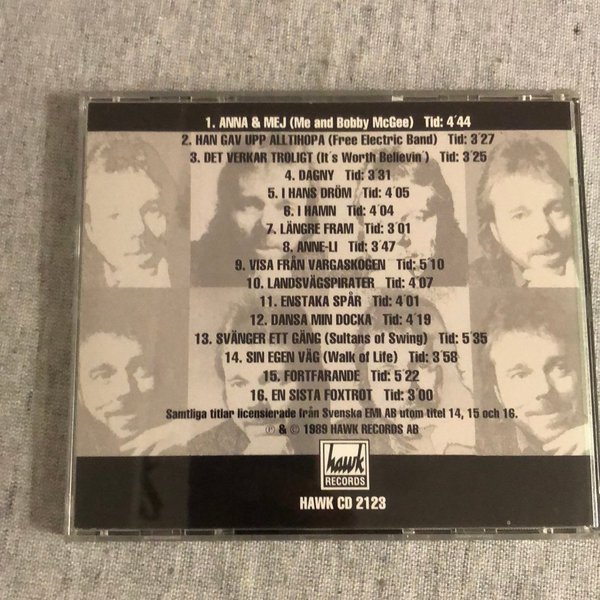 1. ANNA & MEJ (Me and Bobby McGee) Tid: 4´44
2. HAN GAV UPP ALLTIHOPA (Free Electric Band) Tid: 3´27
3. DET VERKAR TROLIGT (It´s Worth Believin´) Tid: 3´25
4. DAGNY Tid: 3´31
5. I HANS DRÖM Tid: 4´05
6. I HAMN Tid: 4´04
7. LÄNGRE FRAM Tid: 3´01
8. ANNE-LI Tid: 3´47
9. VISA FRÅN VARGASKOGEN Tid: 5´10
10. LANDSVÄGSPIRATER Tid: 4´07
11. ENSTAKA SPÅR Tid: 4´01
12. DANSA MIN DOCKA Tid: 4´19
13. SVÄNGER ETT GÄNG (Sultans of Swing) Tid: 5´35
14. SIN EGEN VÄG (Walk of Life) Tid: 3´58
15. FORTFARANDE Tid: 5´22
16. EN SISTA FOXTROT Tid: 3´00
Samtliga titlar licensierade från Svenska EMI AB utom titel 14, 15 och 16.
℗ & © 1989 HAWK RECORDS AB
hawk
RECORDS
HAWK CD 2123